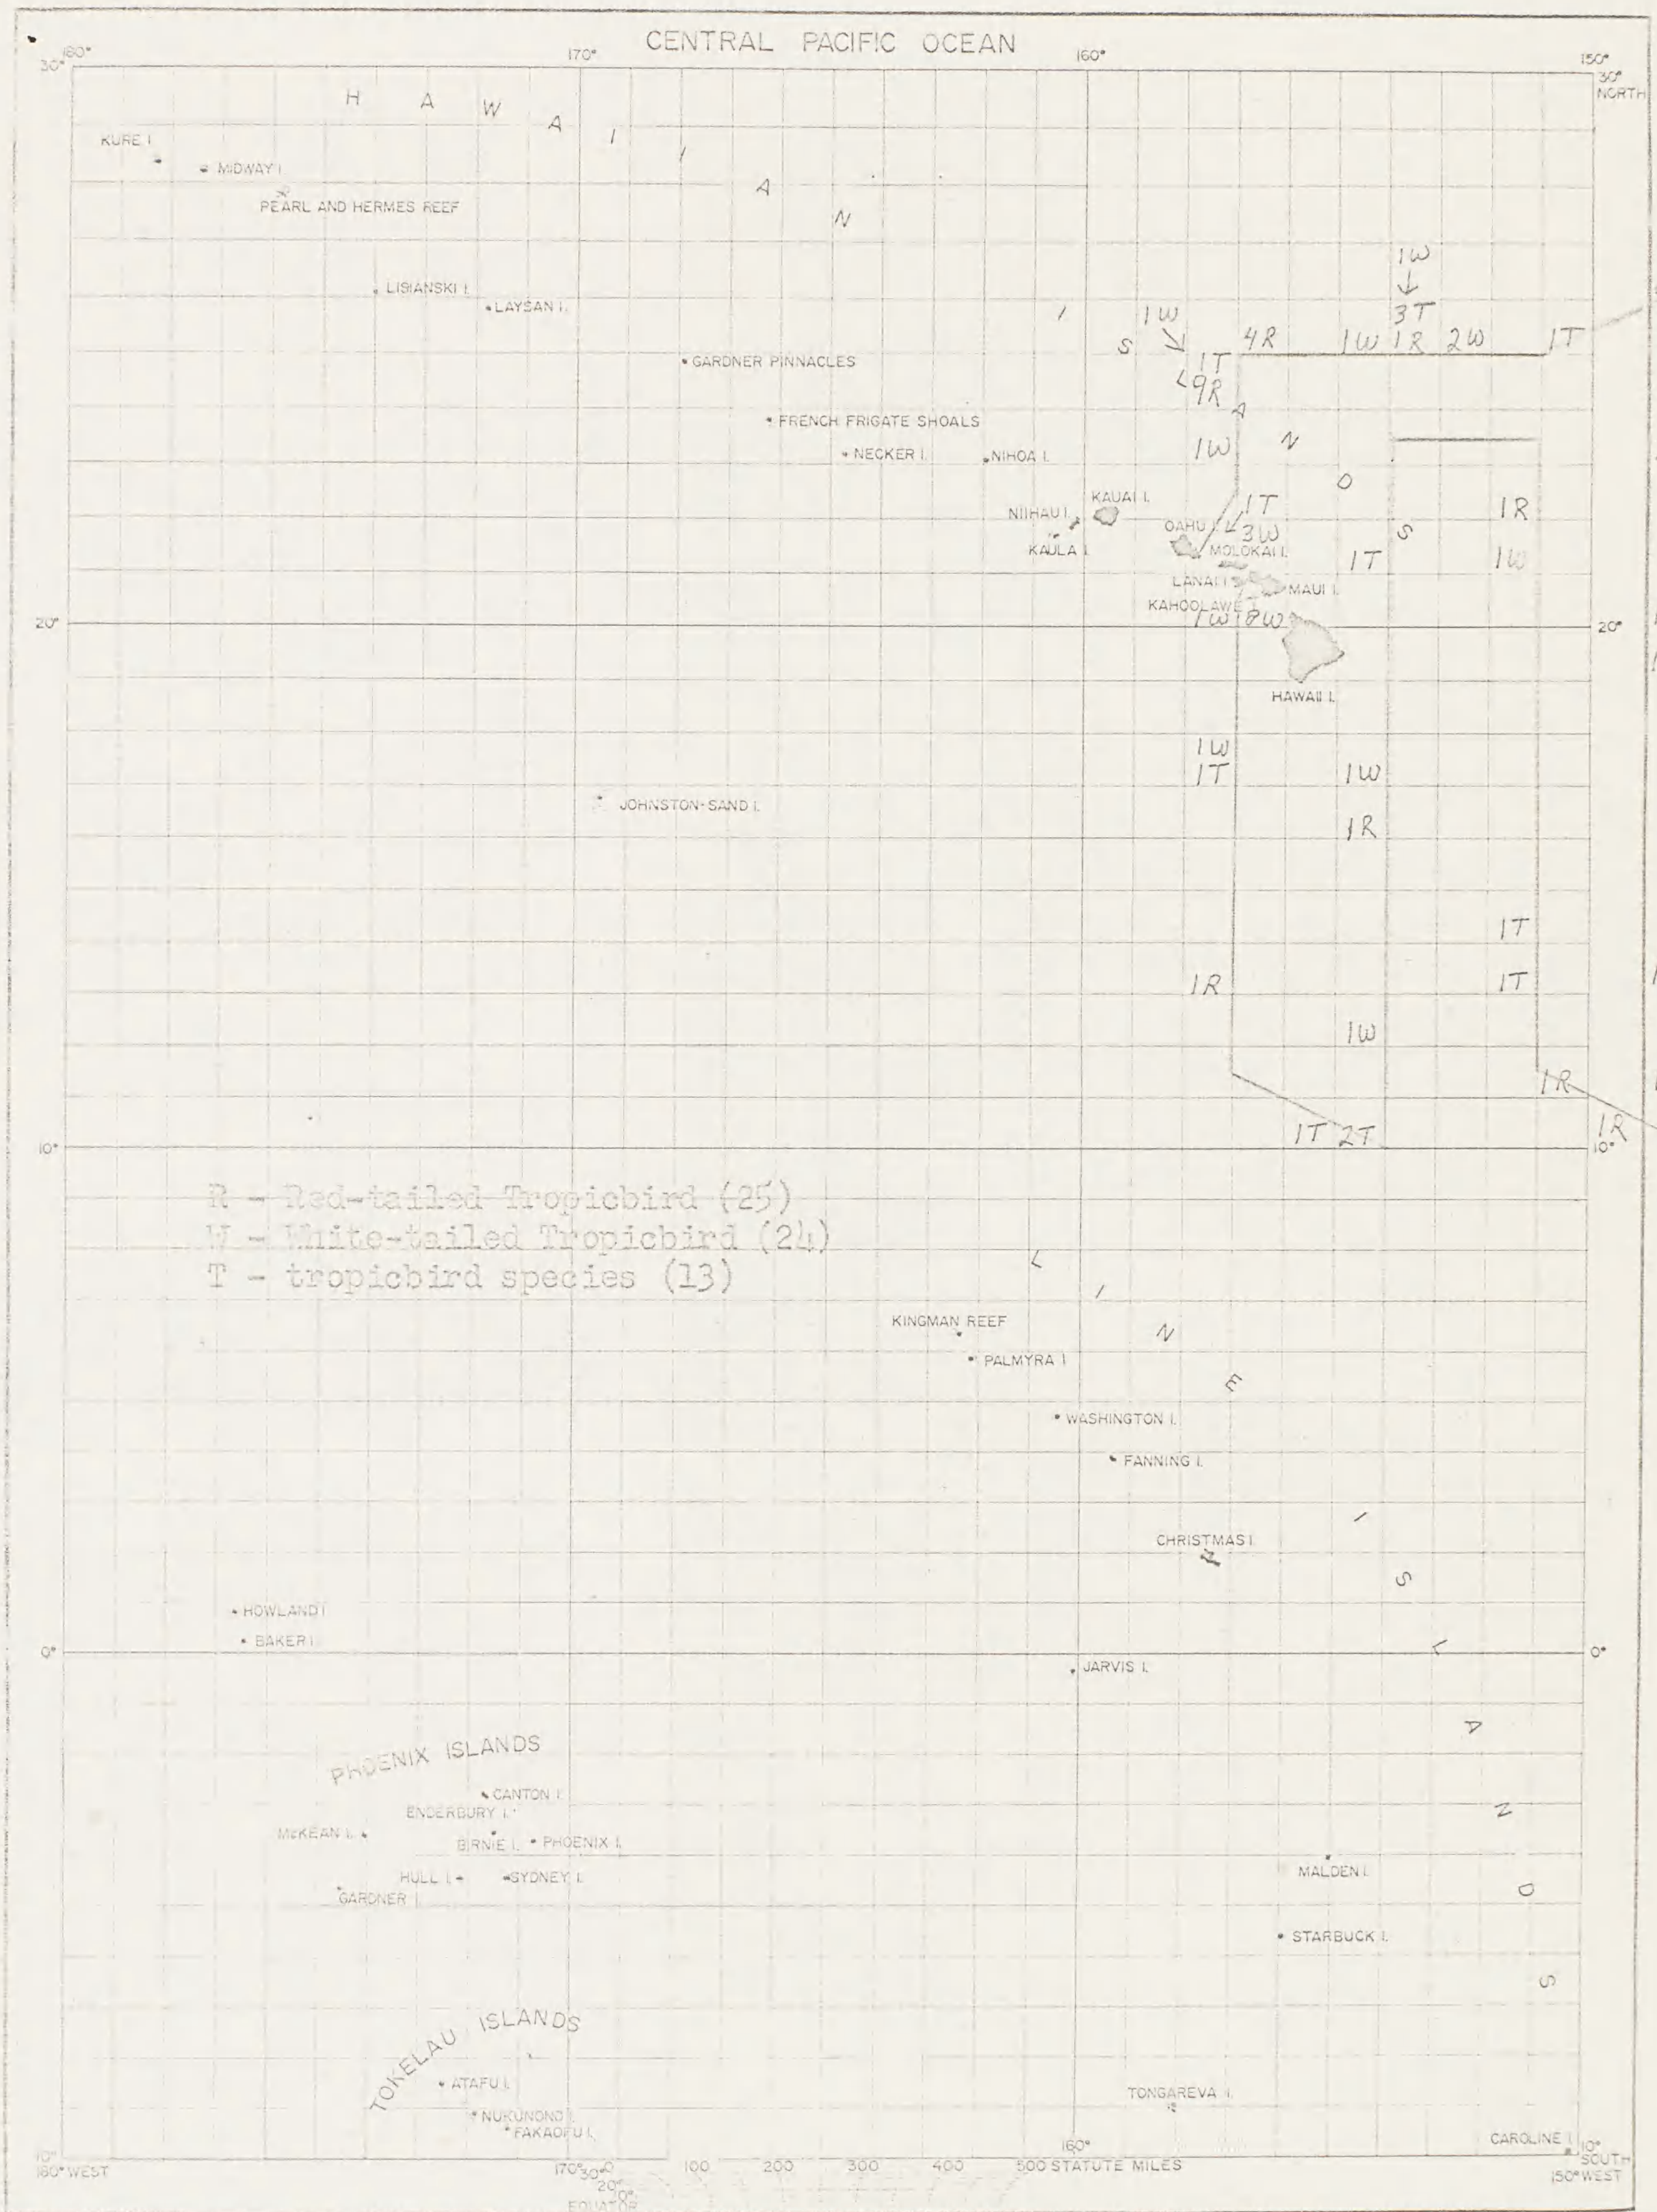 CENTRAL PACIFIC OCEAN
180° 170° 160° 150°
30° 30°
NORTH
H A W A I I A N
KURE I.
MIDWAY I.
PEARL AND HERMES REEF
1W
LISIANSKI I.
LAYSAN I.
I 1W 3T
S 4R 1W 1R 2W 1T
GARDNER PINNACLES
1T
9R
A
FRENCH FRIGATE SHOALS
NECKER I. NIHOA I.
1W N
O
KAUAI I.
NIIHAU I. 1T 1R
OAHU I. 3W S
KAULA I. MOLOKAI I. 1T 1W
LANAI I. MAUI I.
KAHOOLAWE I.
1W 8W
20° 20°
HAWAII I.
1W
1T 1W
JOHNSTON-SAND I.
1R
1T
1R 1T
1W
1R
1T 2T 1R
10° 10°
R - Red-tailed Tropicbird (25)
W - White-tailed Tropicbird (24)
T - tropicbird species (13)
L I N E
KINGMAN REEF
PALMYRA I.
WASHINGTON I.
FANNING I.
CHRISTMAS I.
I S L A N D S
HOWLAND I.
BAKER I.
0° 0°
JARVIS I.
PHOENIX ISLANDS
CANTON I.
ENDERBURY I.
McKEAN I.
BIRNIE I. PHOENIX I.
HULL I. SYDNEY I.
GARDNER I.
MALDEN I.
STARBUCK I.
TOKELAU ISLANDS
ATAFU I.
TONGAREVA I.
NUKUNONO I.
FAKAOFU I.
CAROLINE I.
10° 160° 10°
SOUTH
180° WEST 170° 150° WEST
30° 0 100 200 300 400 500 STATUTE MILES
20°
10°
EQUATOR